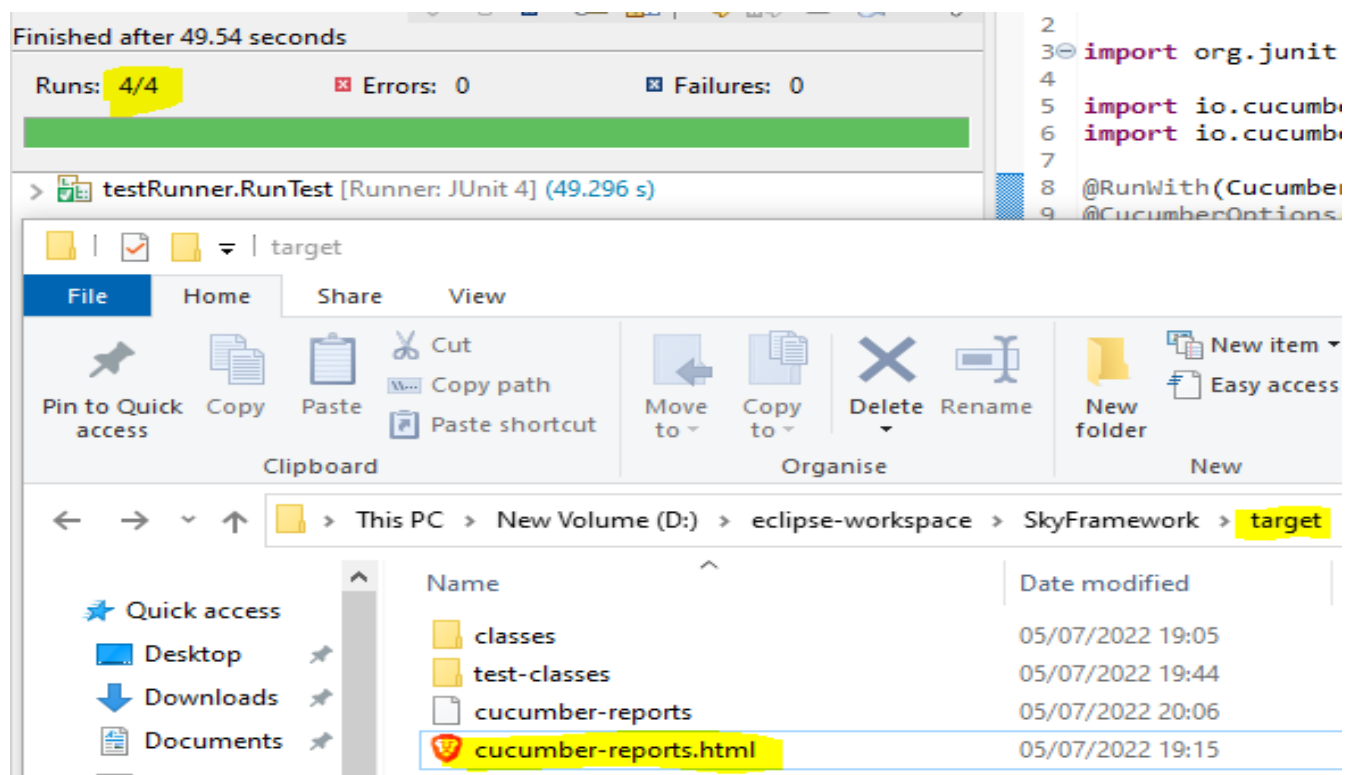 Finished after 49.54 seconds
Runs: 4/4 Errors: 0 Failures: 0
testRunner.RunTest [Runner: JUnit 4] (49.296 s)
2
3 import org.junit
4
5 import io.cucumb
6 import io.cucumb
7
8 @RunWith(Cucumber
9 @CucumberOptions
target
File Home Share View
Pin to Quick access
Copy
Paste
Cut
Copy path
Paste shortcut
Clipboard
Move to
Copy to
Delete
Rename
Organise
New folder
New item
Easy access
New
This PC > New Volume (D:) > eclipse-workspace > SkyFramework > target
Quick access
Desktop
Downloads
Documents
Name Date modified
classes 05/07/2022 19:05
test-classes 05/07/2022 19:44
cucumber-reports 05/07/2022 20:06
cucumber-reports.html 05/07/2022 19:15